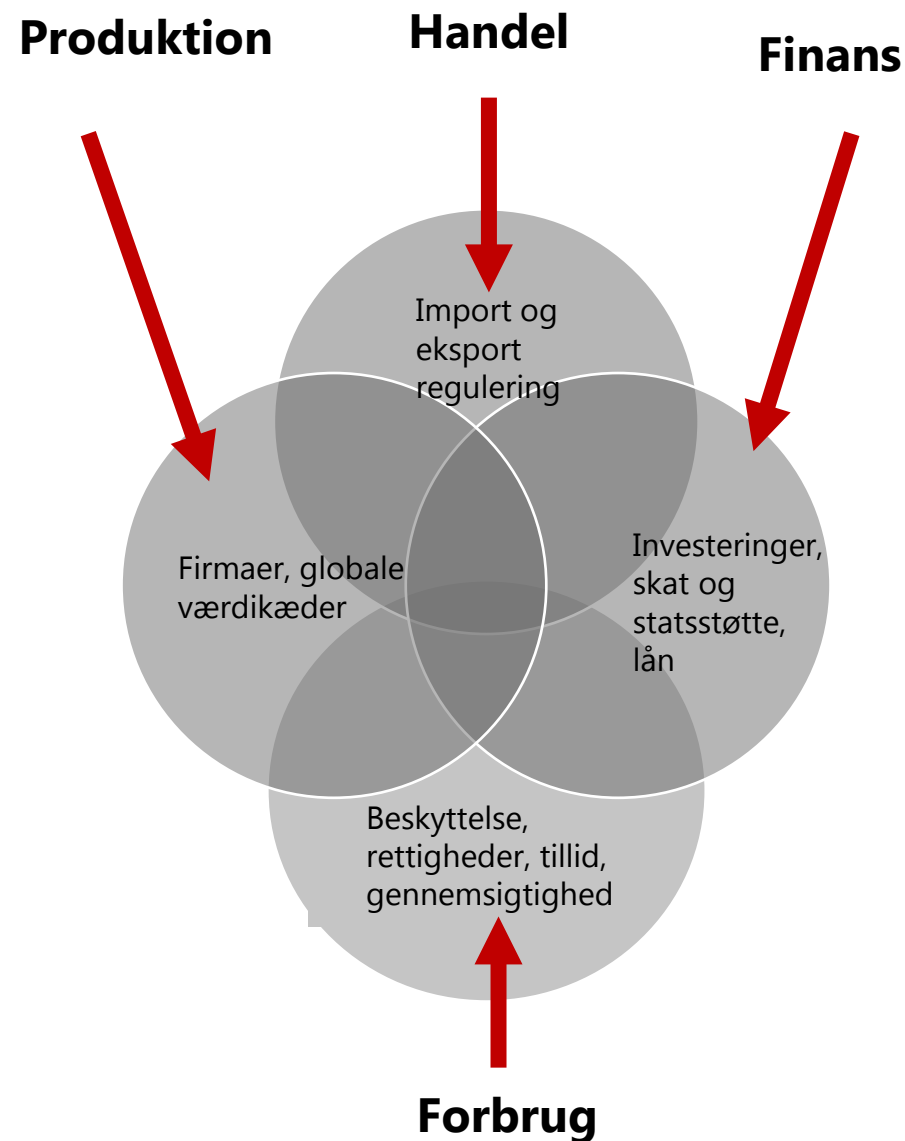 Produktion
Handel
Finans
Import og
eksport
regulering
Firmaer, globale
værdikæder
Investeringer,
skat og
statsstøtte,
lån
Beskyttelse,
rettigheder, tillid,
gennemsigtighed
Forbrug